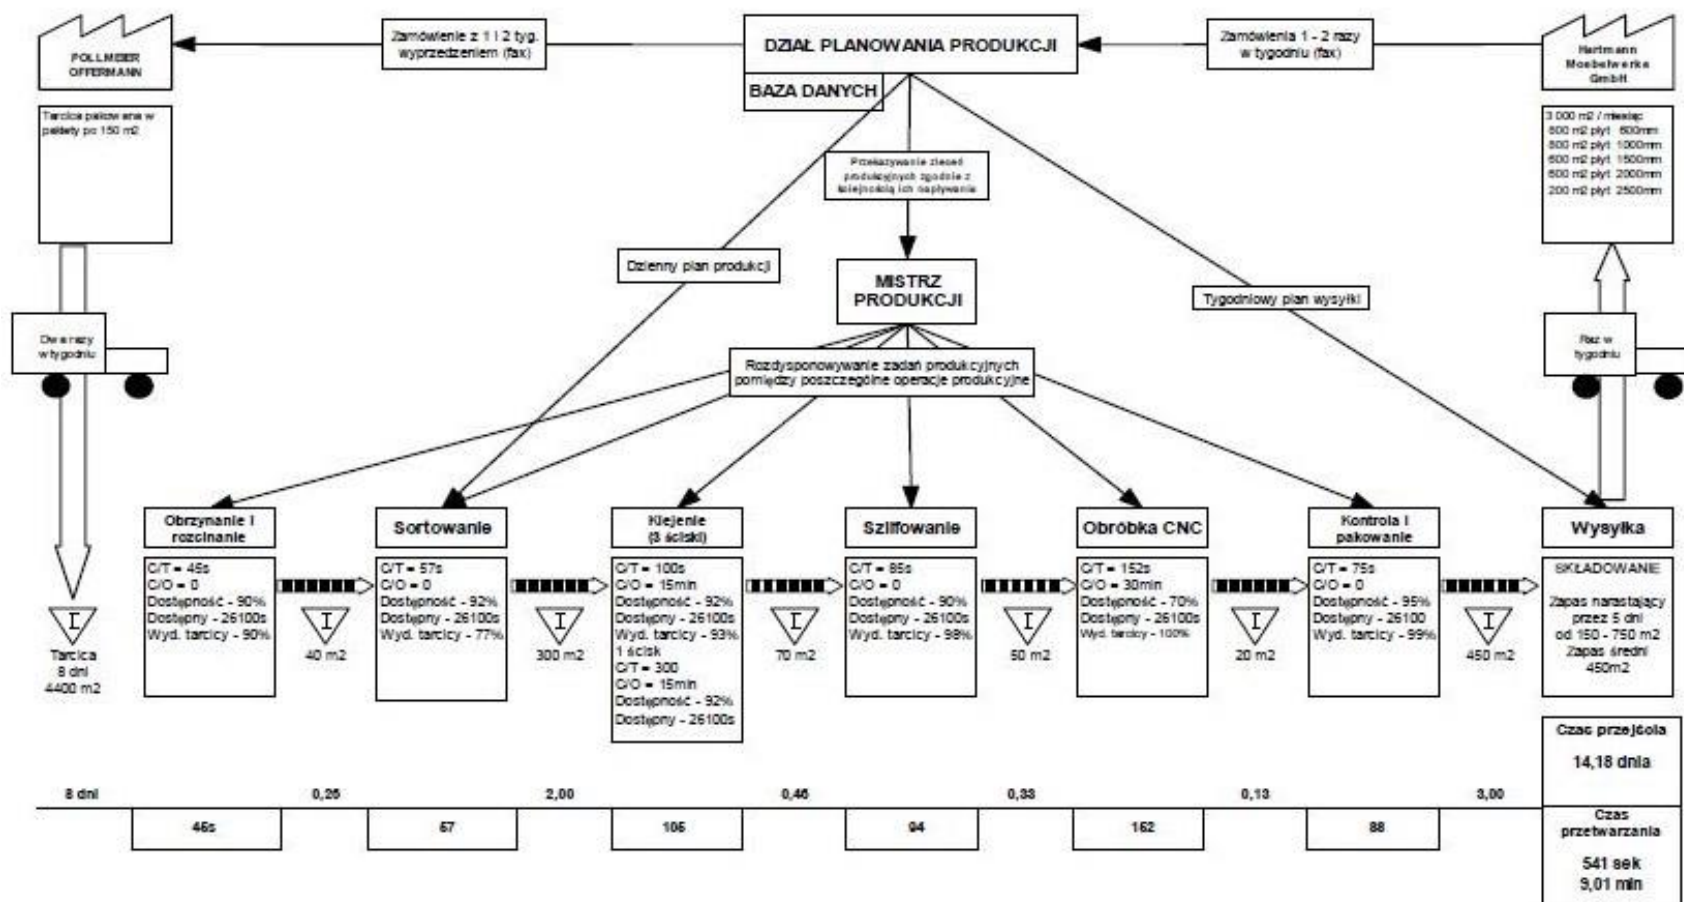 POLLMEIER
OFFERMANN
Zamówienie z 1 i 2 tyg.
wyprzedzeniem (fax)
DZIAŁ PLANOWANIA PRODUKCJI
BAZA DANYCH
Zamówienia 1 - 2 razy
w tygodniu (fax)
Hartmann
Moebelwerke
GmbH
Tarcica pakowana w
pakiety po 150 m2
3 000 m2 / miesiąc
800 m2 płyt 600mm
800 m2 płyt 1000mm
600 m2 płyt 1500mm
600 m2 płyt 2000mm
200 m2 płyt 2500mm
Przekazywanie zleceń
produkcyjnych zgodnie z
kolejnością ich napływania
Dzienny plan produkcji
MISTRZ
PRODUKCJI
Tygodniowy plan wysyłki
Dwa razy
w tygodniu
Raz w
tygodniu
Rozdysponowywanie zadań produkcyjnych
pomiędzy poszczególne operacje produkcyjne
Obrzynanie i
rozcinanie
C/T = 45s
C/O = 0
Dostępność - 90%
Dostępny - 26100s
Wyd. tarcicy - 90%
Sortowanie
C/T = 57s
C/O = 0
Dostępność - 92%
Dostępny - 26100s
Wyd. tarcicy - 77%
Klejenie
(3 ściski)
C/T = 100s
C/O = 15min
Dostępność - 92%
Dostępny - 26100s
Wyd. tarcicy - 93%
1 ścisk
C/T = 300
C/O = 15min
Dostępność - 92%
Dostępny - 26100s
Szlifowanie
C/T = 85s
C/O = 0
Dostępność - 90%
Dostępny - 26100s
Wyd. tarcicy - 98%
Obróbka CNC
C/T = 152s
C/O = 30min
Dostępność - 70%
Dostępny - 26100s
Wyd. tarcicy - 100%
Kontrola i
pakowanie
C/T = 75s
C/O = 0
Dostępność - 95%
Dostępny - 26100
Wyd. tarcicy - 99%
Wysyłka
SKŁADOWANIE
Zapas narastający
przez 5 dni
od 150 - 750 m2
Zapas średni
450m2
I
Tarcica
8 dni
4400 m2
I
40 m2
I
300 m2
I
70 m2
I
50 m2
I
20 m2
I
450 m2
Czas przejścia
14,18 dnia
8 dni
0,25
2,00
0,46
0,33
0,13
3,00
45s
57
105
94
152
88
Czas
przetwarzania
541 sek
9,01 min